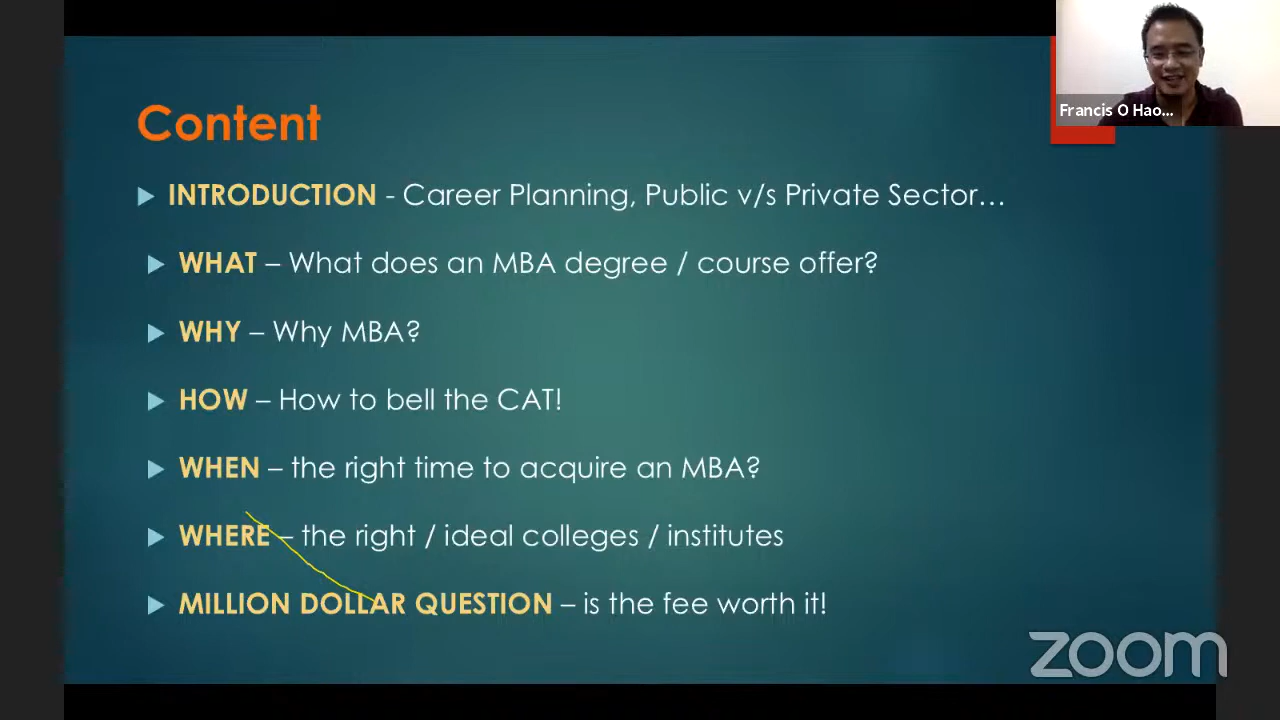 Francis O Hao...
Content
INTRODUCTION - Career Planning, Public v/s Private Sector…
WHAT – What does an MBA degree / course offer?
WHY – Why MBA?
HOW – How to bell the CAT!
WHEN – the right time to acquire an MBA?
WHERE – the right / ideal colleges / institutes
MILLION DOLLAR QUESTION – is the fee worth it!
zoom